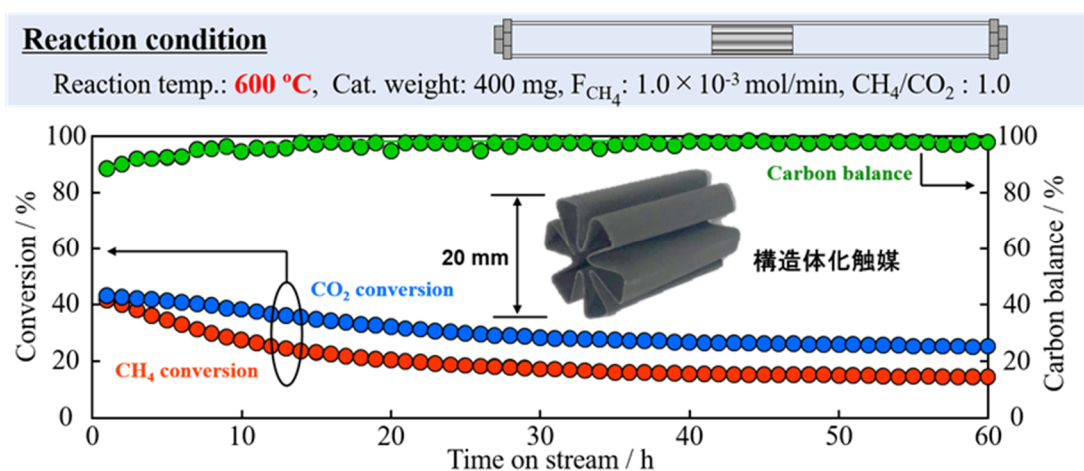 Reaction condition
Reaction temp.: 600 ºC, Cat. weight: 400 mg, F_CH4: 1.0 × 10⁻³ mol/min, CH₄/CO₂ : 1.0
100
80
60
40
20
0
Conversion / %
100
80
60
40
20
0
Carbon balance / %
Carbon balance
20 mm
構造体化触媒
CO₂ conversion
CH₄ conversion
0
10
20
30
40
50
60
Time on stream / h